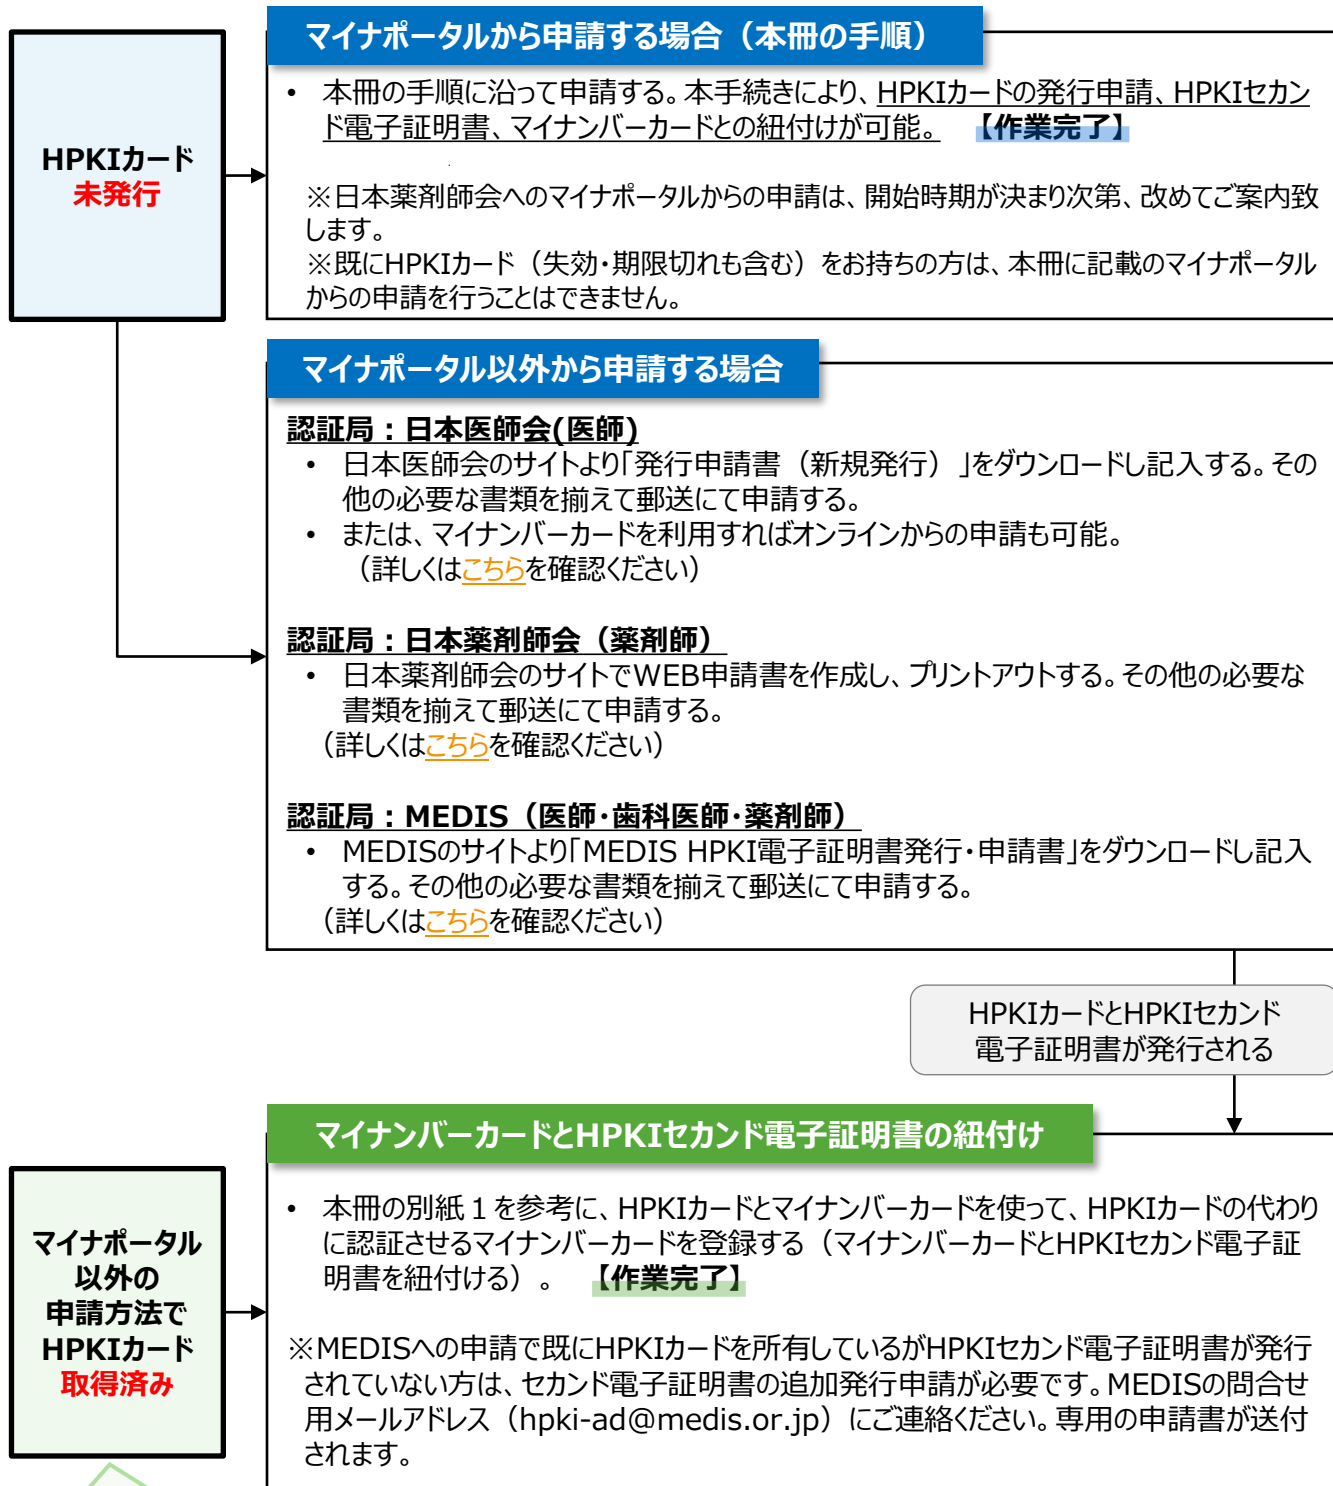 マイナポータルから申請する場合（本冊の手順）
HPKIカード
未発行
• 本冊の手順に沿って申請する。本手続きにより、HPKIカードの発行申請、HPKIセカン
ド電子証明書、マイナンバーカードとの紐付けが可能。 【作業完了】
※日本薬剤師会へのマイナポータルからの申請は、開始時期が決まり次第、改めてご案内致
します。
※既にHPKIカード（失効・期限切れも含む）をお持ちの方は、本冊に記載のマイナポータル
からの申請を行うことはできません。
マイナポータル以外から申請する場合
認証局：日本医師会(医師)
• 日本医師会のサイトより「発行申請書（新規発行）」をダウンロードし記入する。その
他の必要な書類を揃えて郵送にて申請する。
• または、マイナンバーカードを利用すればオンラインからの申請も可能。
（詳しくはこちらを確認ください）
認証局：日本薬剤師会（薬剤師）
• 日本薬剤師会のサイトでWEB申請書を作成し、プリントアウトする。その他の必要な
書類を揃えて郵送にて申請する。
（詳しくはこちらを確認ください）
認証局：MEDIS（医師・歯科医師・薬剤師）
• MEDISのサイトより「MEDIS HPKI電子証明書発行・申請書」をダウンロードし記入
する。その他の必要な書類を揃えて郵送にて申請する。
（詳しくはこちらを確認ください）
HPKIカードとHPKIセカンド
電子証明書が発行される
マイナンバーカードとHPKIセカンド電子証明書の紐付け
マイナポータル
以外の
申請方法で
HPKIカード
取得済み
• 本冊の別紙１を参考に、HPKIカードとマイナンバーカードを使って、HPKIカードの代わり
に認証させるマイナンバーカードを登録する（マイナンバーカードとHPKIセカンド電子証
明書を紐付ける）。 【作業完了】
※MEDISへの申請で既にHPKIカードを所有しているがHPKIセカンド電子証明書が発行
されていない方は、セカンド電子証明書の追加発行申請が必要です。MEDISの問合せ
用メールアドレス（hpki-ad@medis.or.jp）にご連絡ください。専用の申請書が送付
されます。